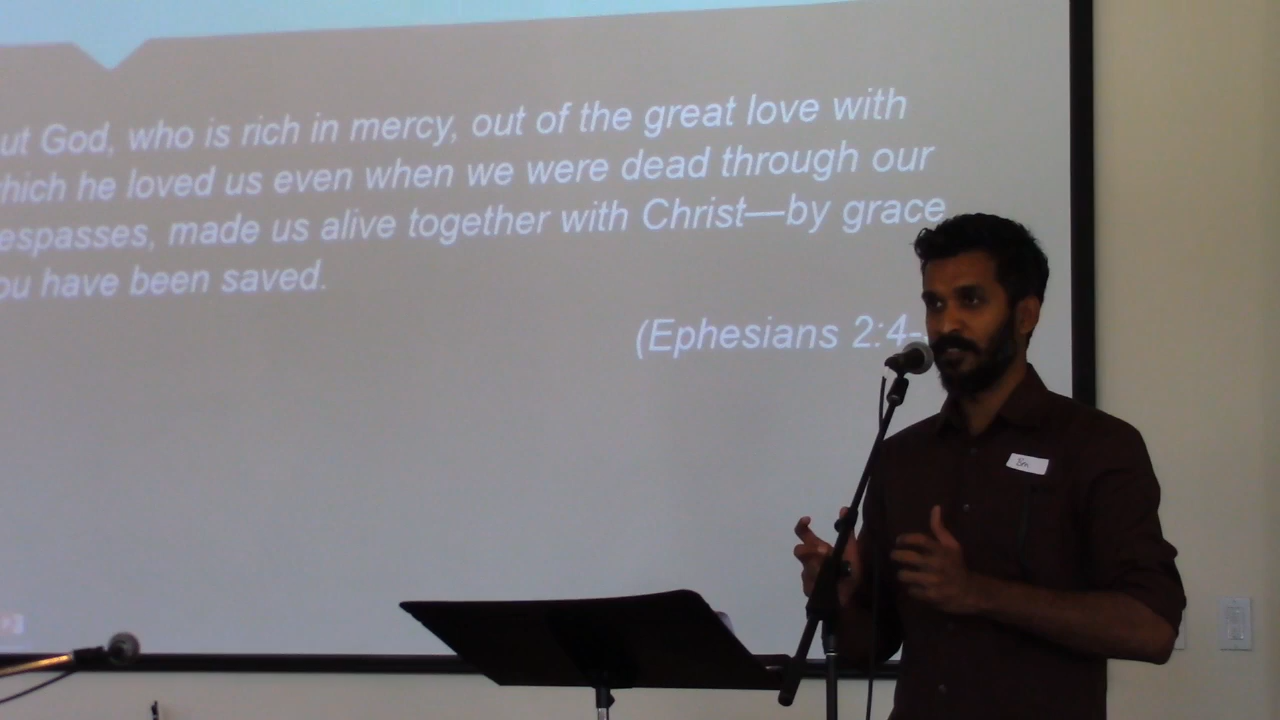 ut God, who is rich in mercy, out of the great love with
hich he loved us even when we were dead through our
espasses, made us alive together with Christ—by grace
ou have been saved.
(Ephesians 2:4-